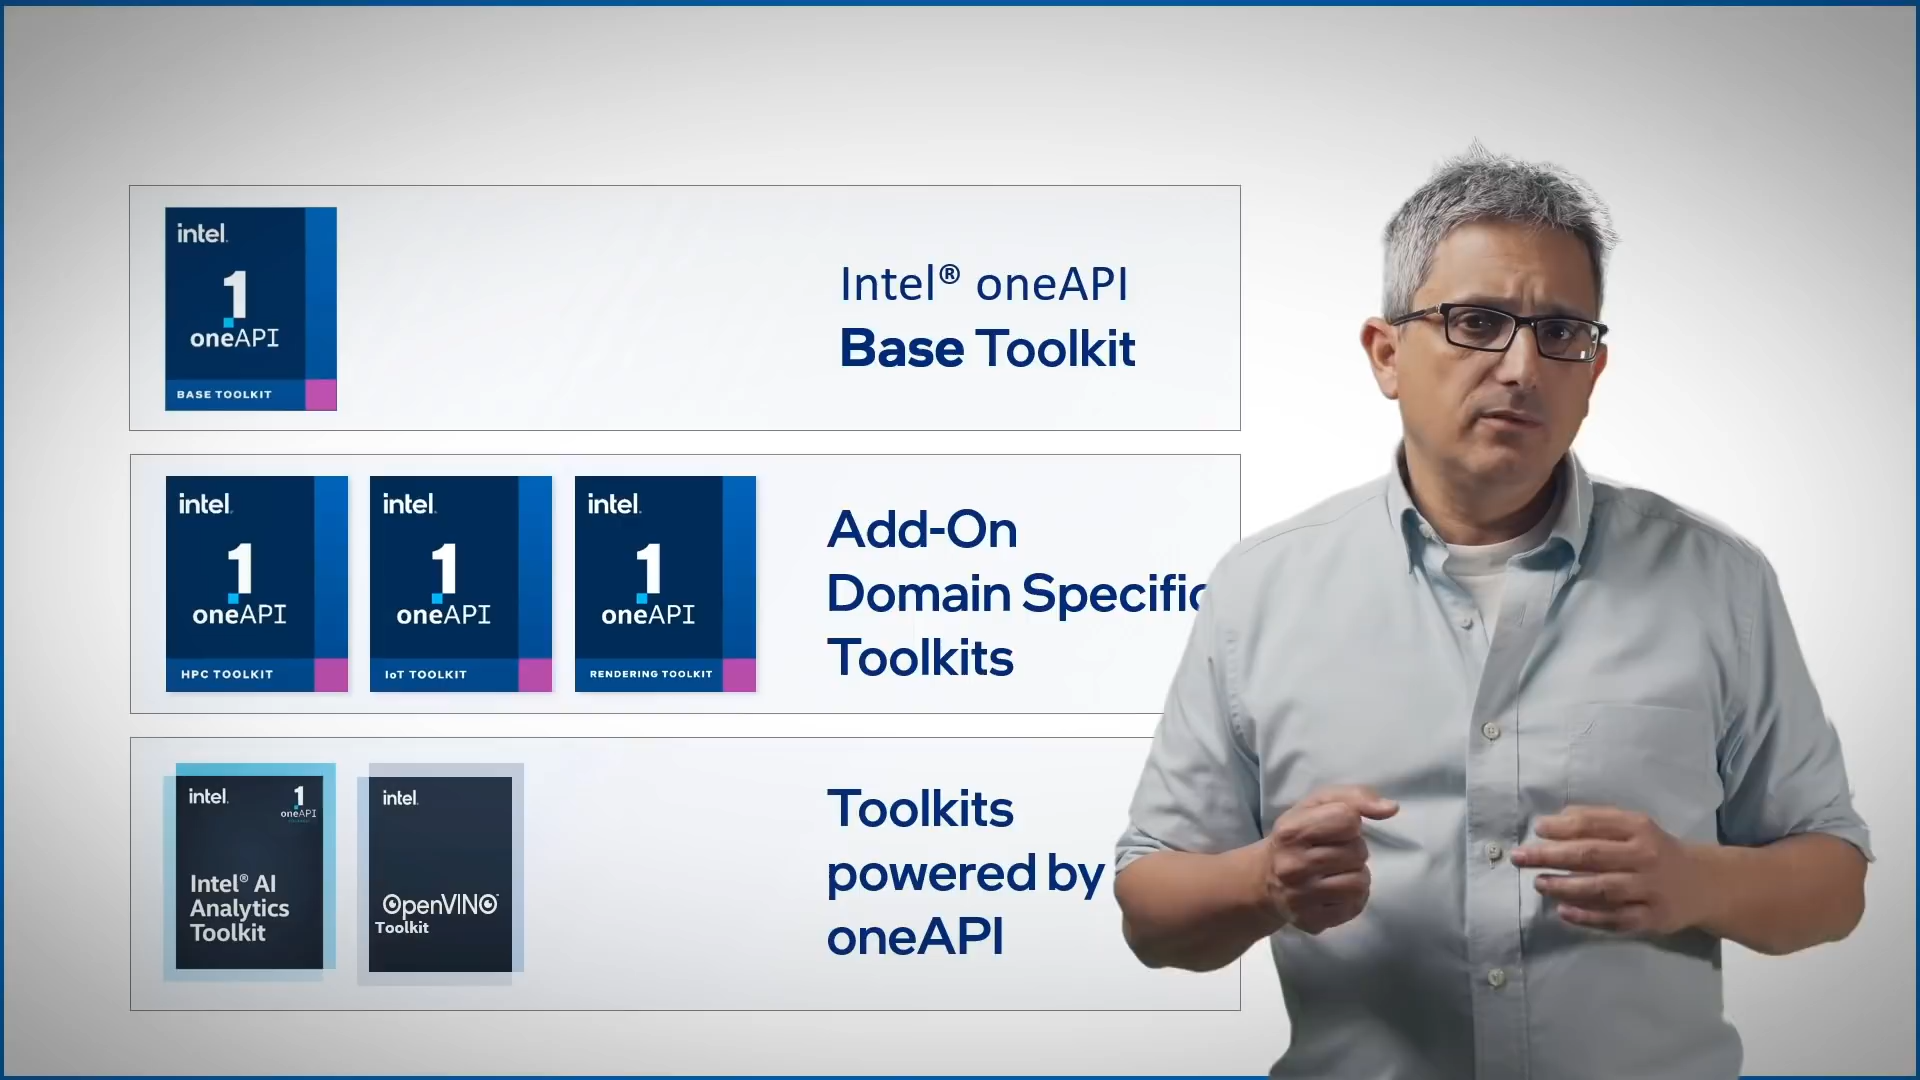 intel.
1
oneAPI
BASE TOOLKIT
Intel® oneAPI
Base Toolkit
intel.
1
oneAPI
HPC TOOLKIT
intel.
1
oneAPI
IoT TOOLKIT
intel.
1
oneAPI
RENDERING TOOLKIT
Add-On
Domain Specific
Toolkits
intel.
1
oneAPI
Intel® AI
Analytics
Toolkit
intel.
OpenVINO
Toolkit
Toolkits
powered by
oneAPI